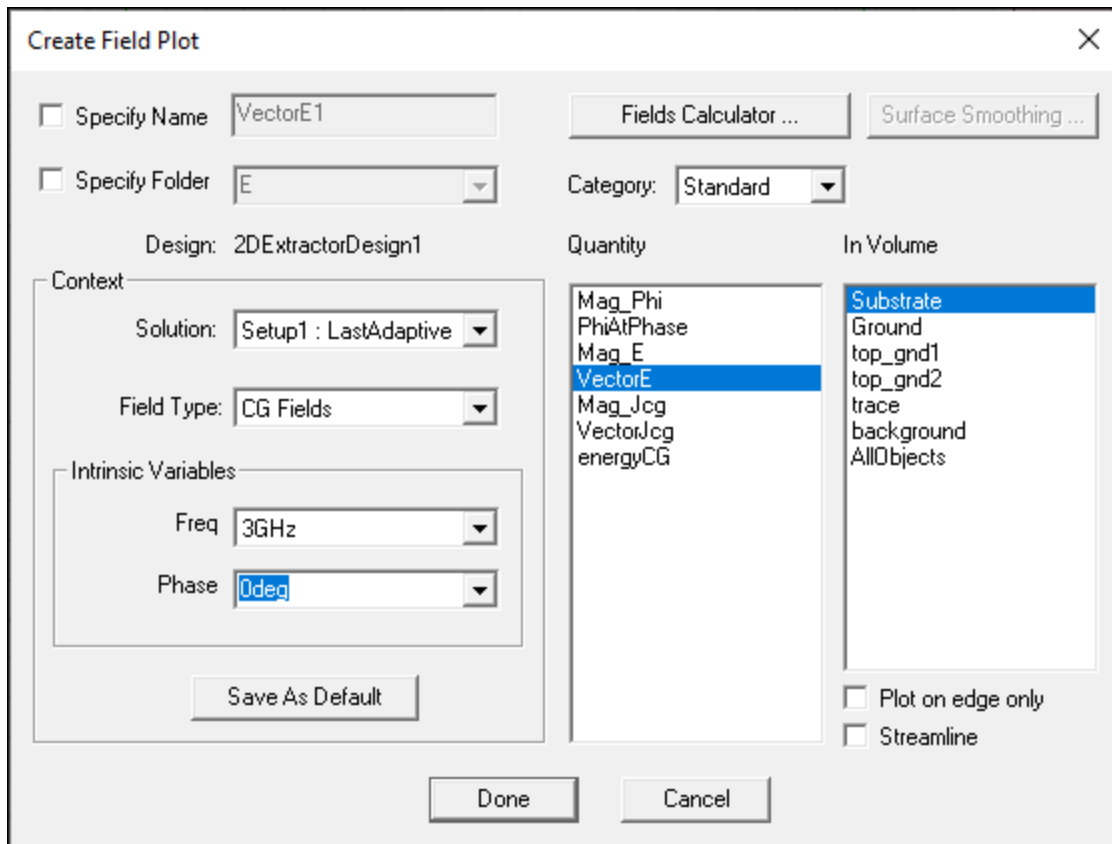 Create Field Plot
Specify Name VectorE1
Fields Calculator ... Surface Smoothing ...
Specify Folder E
Category: Standard
Design: 2DExtractorDesign1
Quantity
In Volume
Context
Solution: Setup1 : LastAdaptive
Field Type: CG Fields
Intrinsic Variables
Freq 3GHz
Phase 0deg
Save As Default
Mag_Phi
PhiAtPhase
Mag_E
VectorE
Mag_Jcg
VectorJcg
energyCG
Substrate
Ground
top_gnd1
top_gnd2
trace
background
AllObjects
Plot on edge only
Streamline
Done Cancel